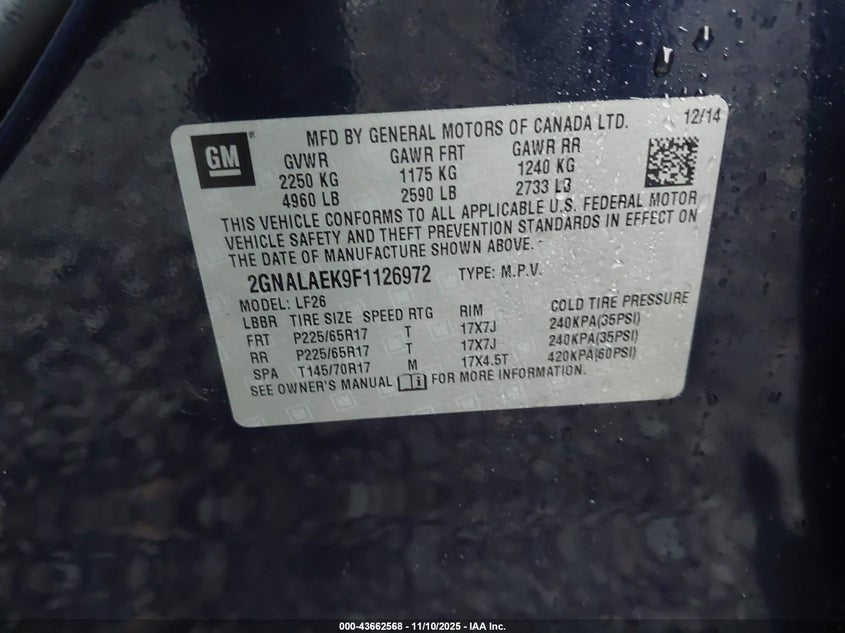 GM
®
MFD BY GENERAL MOTORS OF CANADA LTD. 12/14
GVWR GAWR FRT GAWR RR
2250 KG 1175 KG 1240 KG
4960 LB 2590 LB 2733 LB
THIS VEHICLE CONFORMS TO ALL APPLICABLE U.S. FEDERAL MOTOR
VEHICLE SAFETY AND THEFT PREVENTION STANDARDS IN EFFECT ON
THE DATE OF MANUFACTURE SHOWN ABOVE.
2GNALAEK9F1126972 TYPE: M.P.V.
MODEL: LF26
LBBR TIRE SIZE SPEED RTG RIM COLD TIRE PRESSURE
FRT P225/65R17 T 17X7J 240KPA(35PSI)
RR P225/65R17 T 17X7J 240KPA(35PSI)
SPA T145/70R17 M 17X4.5T 420KPA(60PSI)
SEE OWNER'S MANUAL FOR MORE INFORMATION.
000-43662568 - 11/10/2025 - IAA Inc.